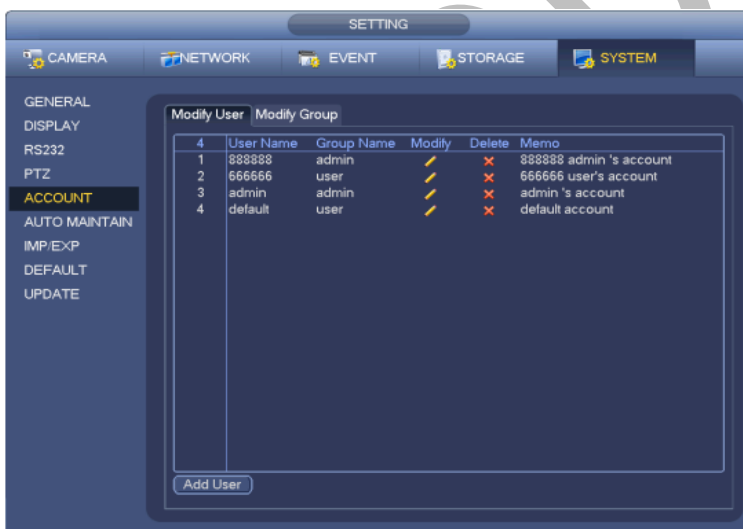 SETTING
CAMERA NETWORK EVENT STORAGE SYSTEM
GENERAL
DISPLAY
RS232
PTZ
ACCOUNT
AUTO MAINTAIN
IMP/EXP
DEFAULT
UPDATE
Modify User Modify Group
4 User Name Group Name Modify Delete Memo
1 888888 admin 888888 admin 's account
2 666666 user 666666 user's account
3 admin admin admin 's account
4 default user default account
Add User